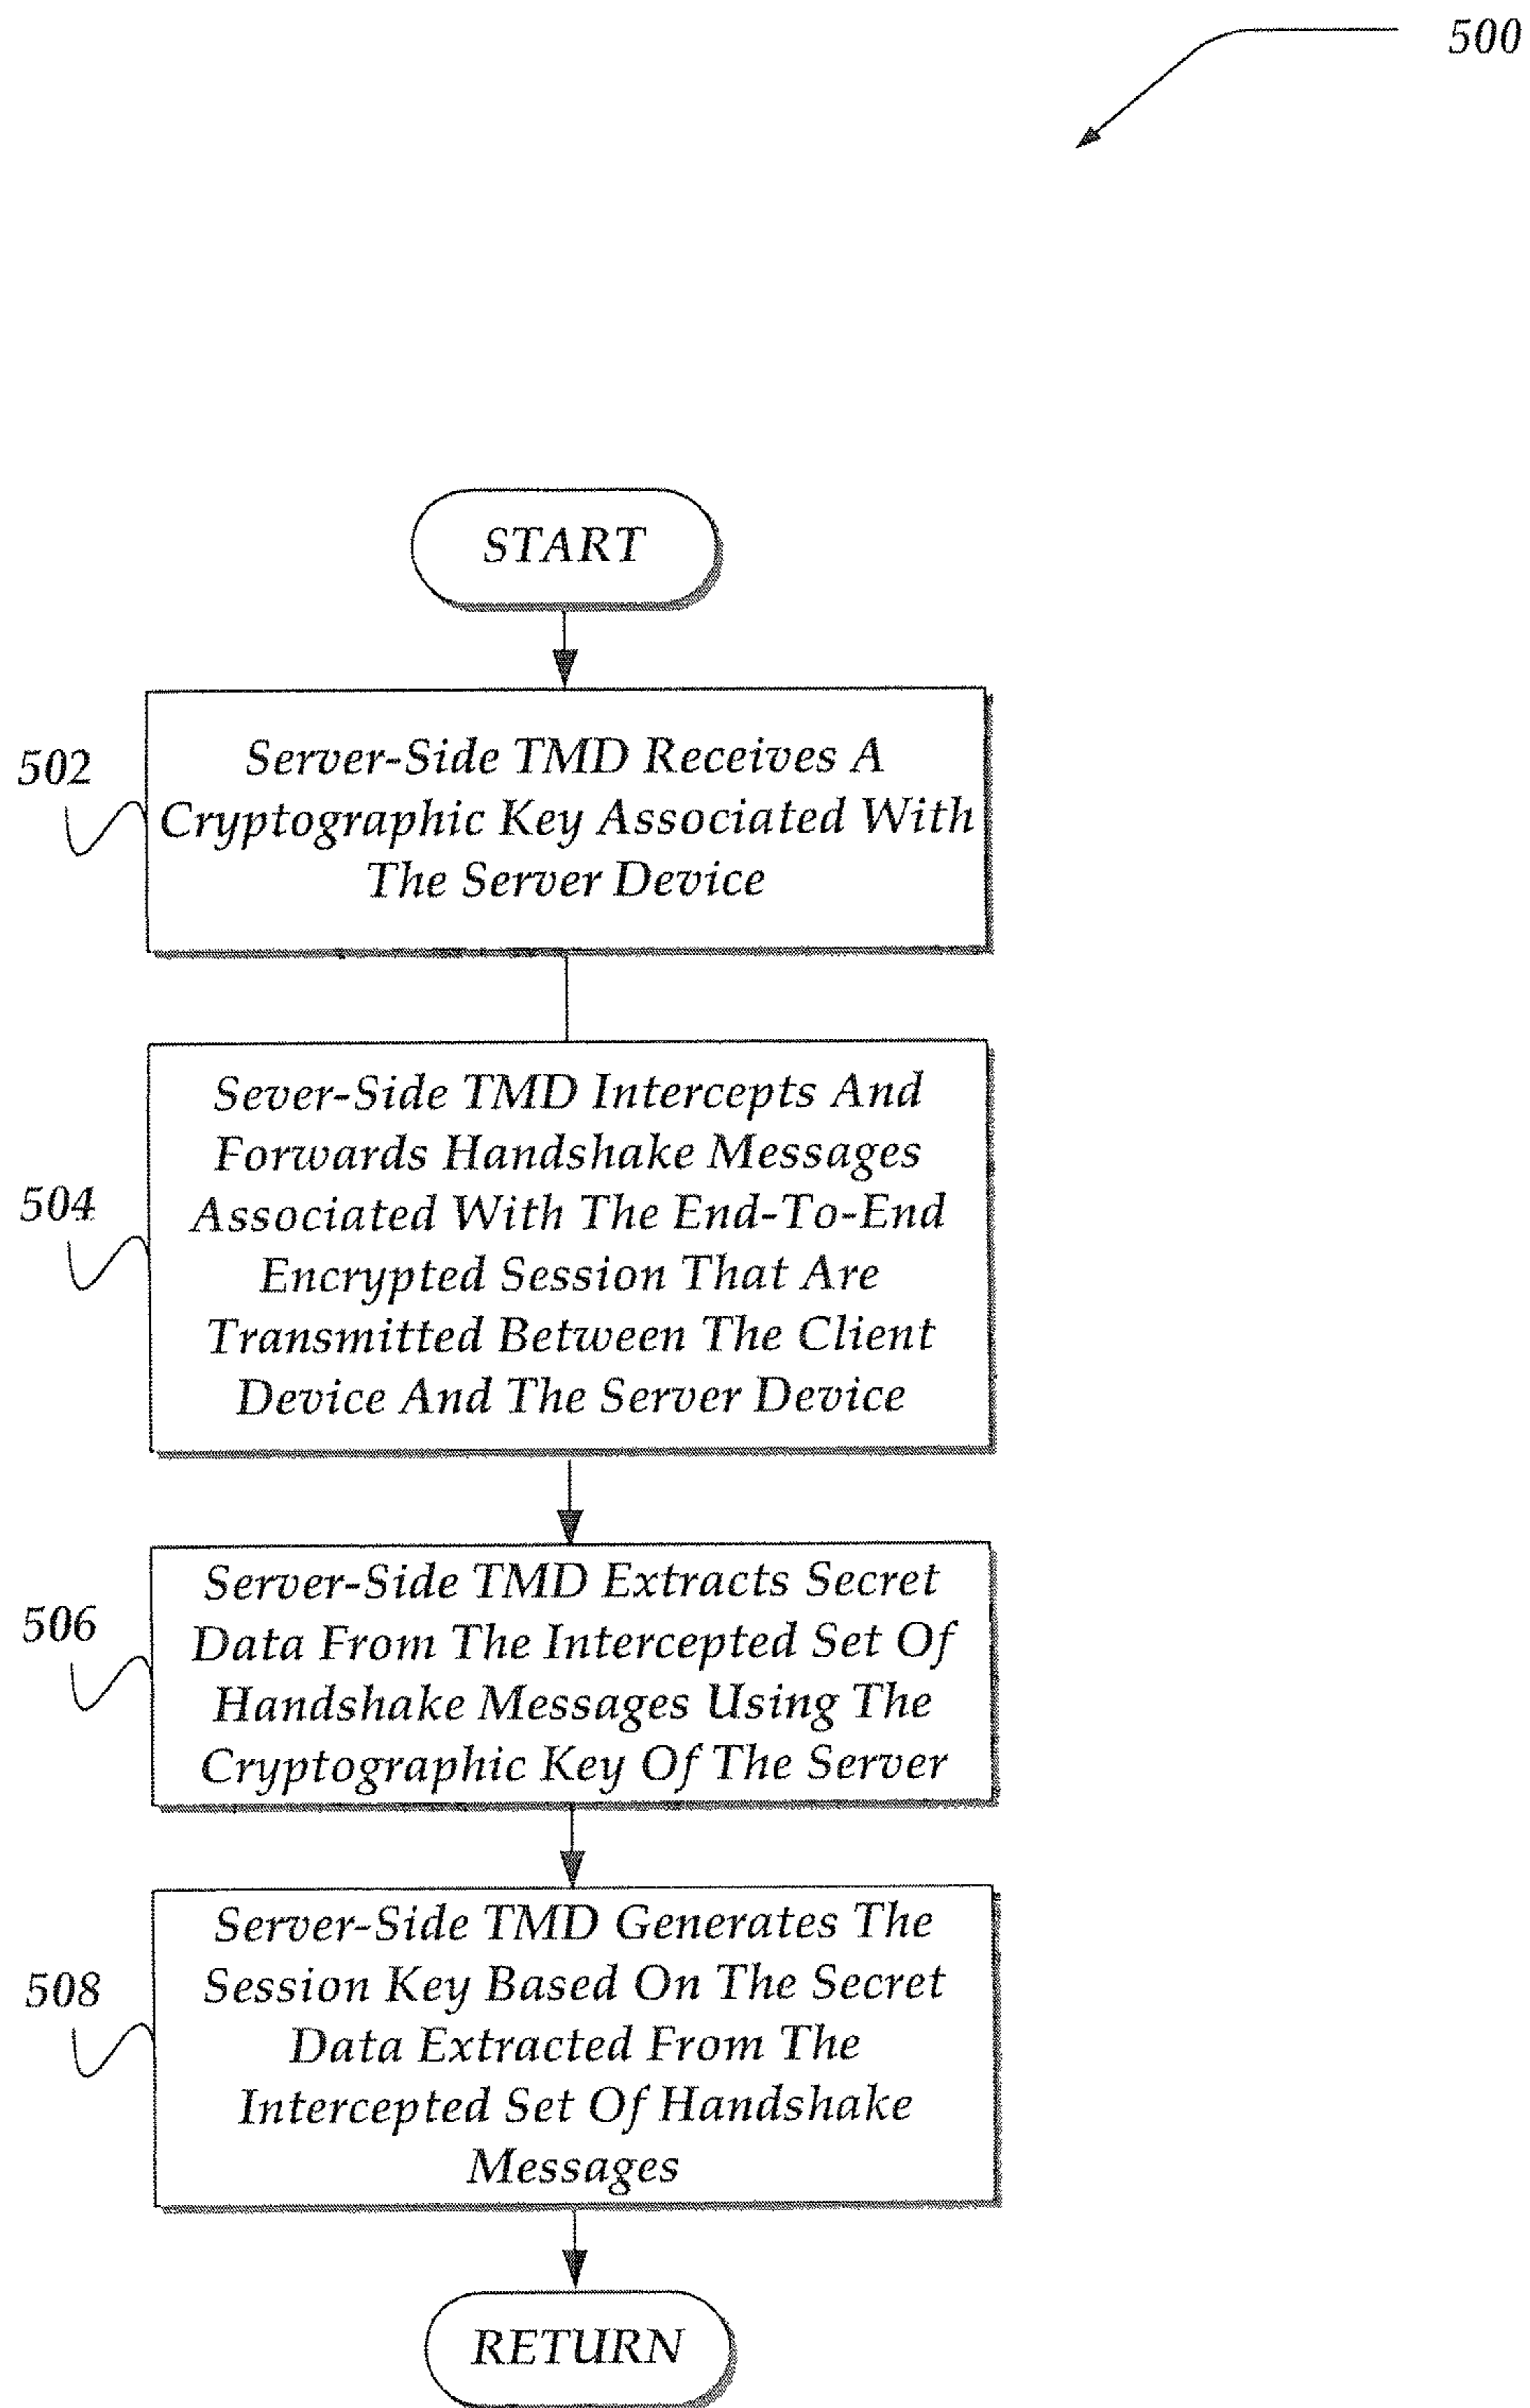 500
START
502
Server-Side TMD Receives A
Cryptographic Key Associated With
The Server Device
504
Sever-Side TMD Intercepts And
Forwards Handshake Messages
Associated With The End-To-End
Encrypted Session That Are
Transmitted Between The Client
Device And The Server Device
506
Server-Side TMD Extracts Secret
Data From The Intercepted Set Of
Handshake Messages Using The
Cryptographic Key Of The Server
508
Server-Side TMD Generates The
Session Key Based On The Secret
Data Extracted From The
Intercepted Set Of Handshake
Messages
RETURN